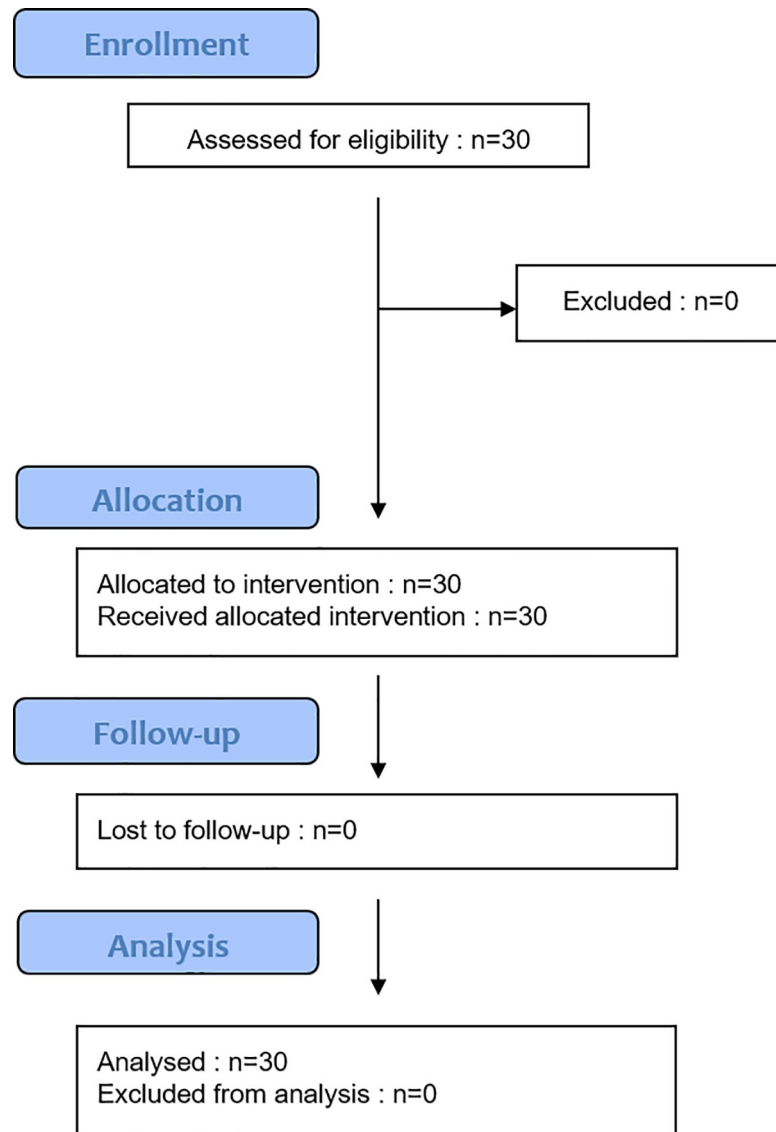 Enrollment
Assessed for eligibility : n=30
Excluded : n=0
Allocation
Allocated to intervention : n=30
Received allocated intervention : n=30
Follow-up
Lost to follow-up : n=0
Analysis
Analysed : n=30
Excluded from analysis : n=0